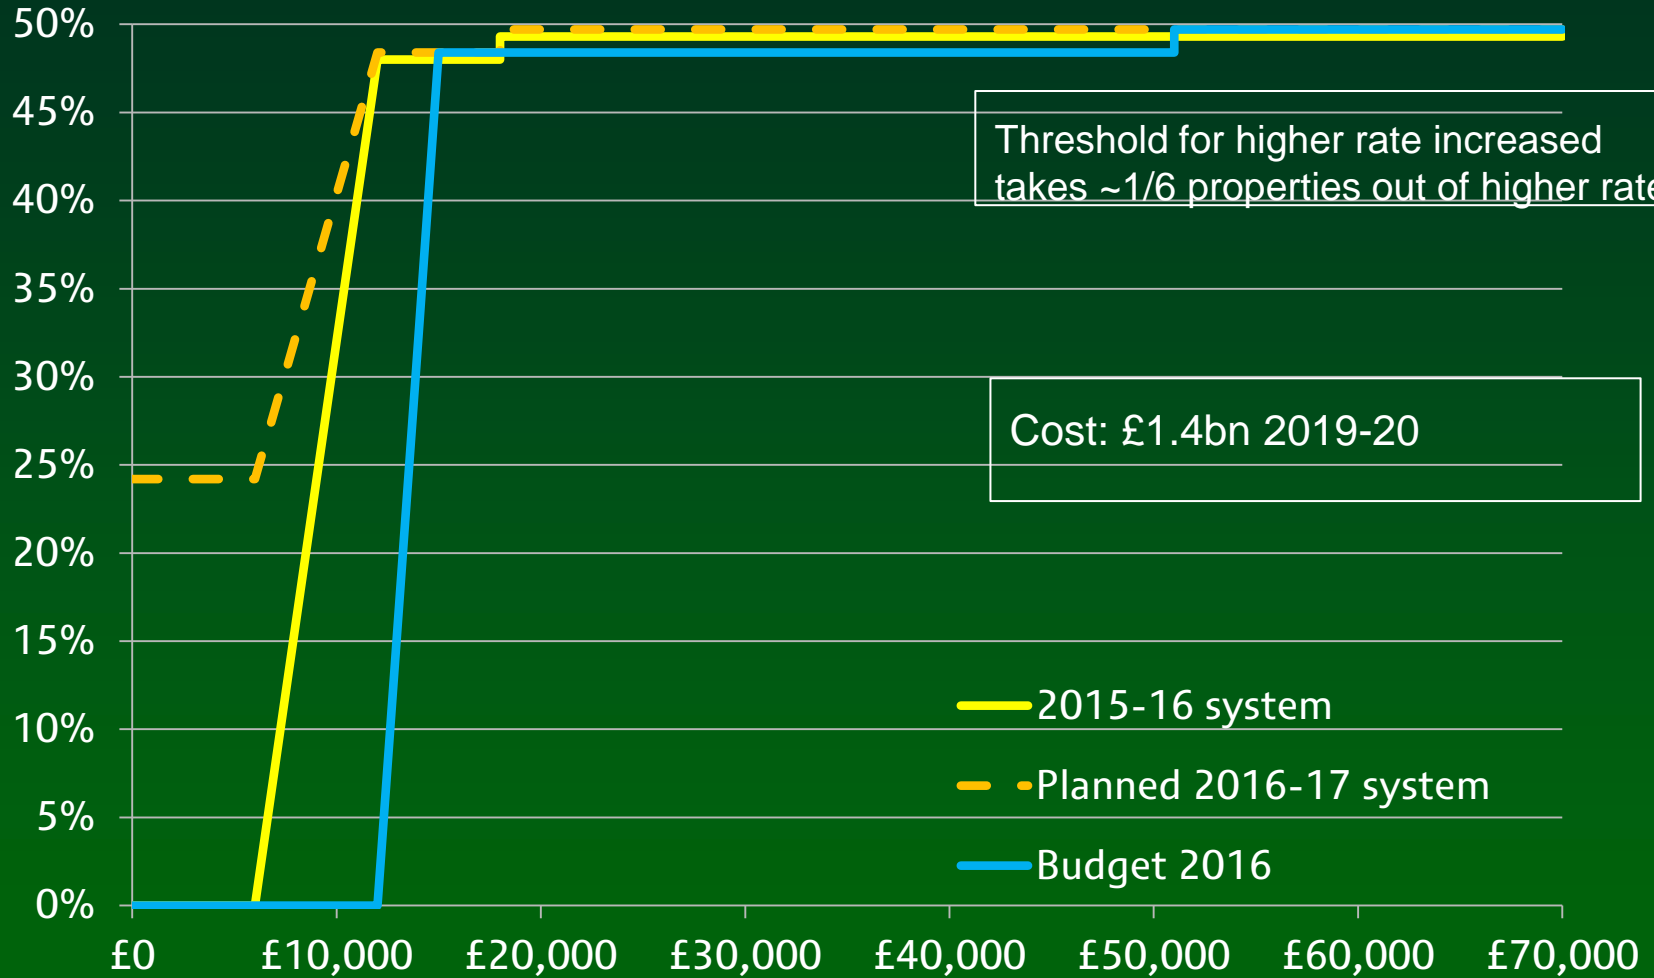 50%
45%
Threshold for higher rate increased
40%
takes ~1/6 properties out of higher rate
35%
30%
Cost: £1.4bn 2019-20
25%
20%
15%
2015-16 system
10%
Planned 2016-17 system
5%
Budget 2016
0%
£0 £10,000 £20,000 £30,000 £40,000 £50,000 £60,000 £70,000